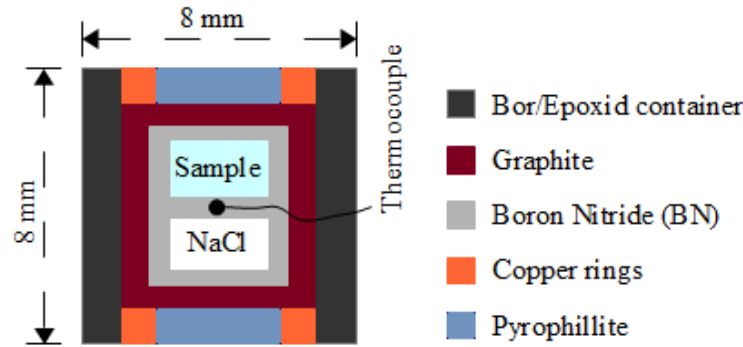 8 mm
8 mm
Thermocouple
Sample
NaCl
Bor/Epoxid container
Graphite
Boron Nitride (BN)
Copper rings
Pyrophillite